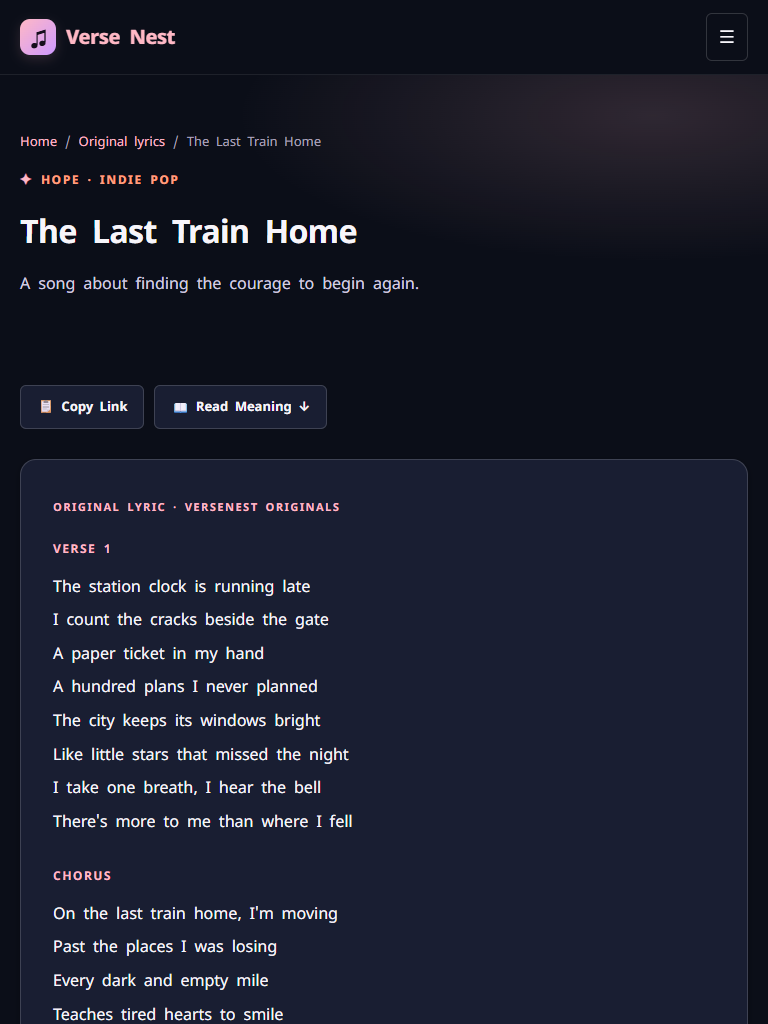 Verse Nest
Home / Original lyrics / The Last Train Home
✦ HOPE · INDIE POP
The Last Train Home
A song about finding the courage to begin again.
Copy Link
Read Meaning ↓
ORIGINAL LYRIC · VERSENEST ORIGINALS
VERSE 1
The station clock is running late
I count the cracks beside the gate
A paper ticket in my hand
A hundred plans I never planned
The city keeps its windows bright
Like little stars that missed the night
I take one breath, I hear the bell
There's more to me than where I fell
CHORUS
On the last train home, I'm moving
Past the places I was losing
Every dark and empty mile
Teaches tired hearts to smile